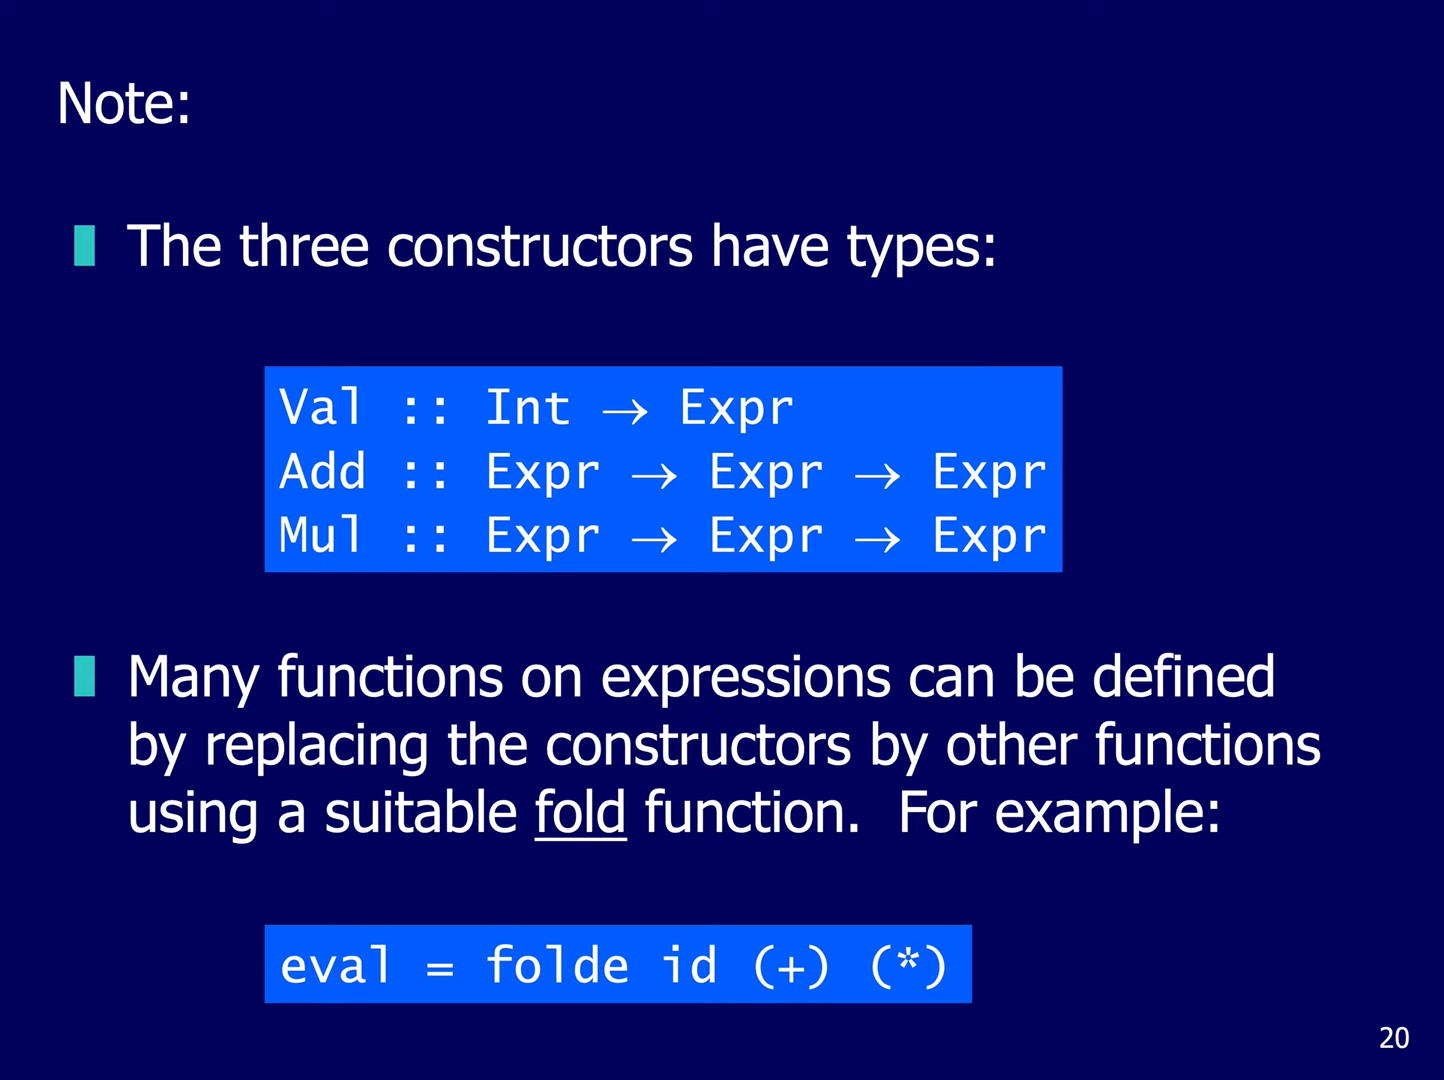 Note:
The three constructors have types:
Val :: Int → Expr
Add :: Expr → Expr → Expr
Mul :: Expr → Expr → Expr
Many functions on expressions can be defined
by replacing the constructors by other functions
using a suitable fold function.  For example:
eval = folde id (+) (*)
20